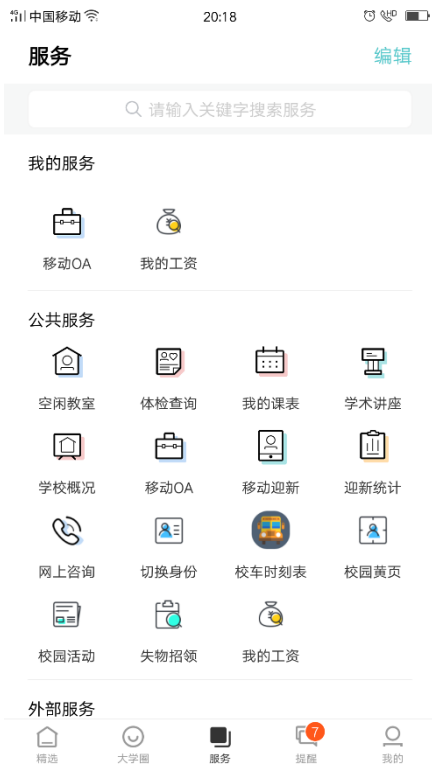 4G 中国移动 20:18 HD
服务 编辑
请输入关键字搜索服务
我的服务
移动OA 我的工资
公共服务
空闲教室 体检查询 我的课表 学术讲座
学校概况 移动OA 移动迎新 迎新统计
网上咨询 切换身份 校车时刻表 校园黄页
校园活动 失物招领 我的工资
外部服务
7
精选 大学圈 服务 提醒 我的